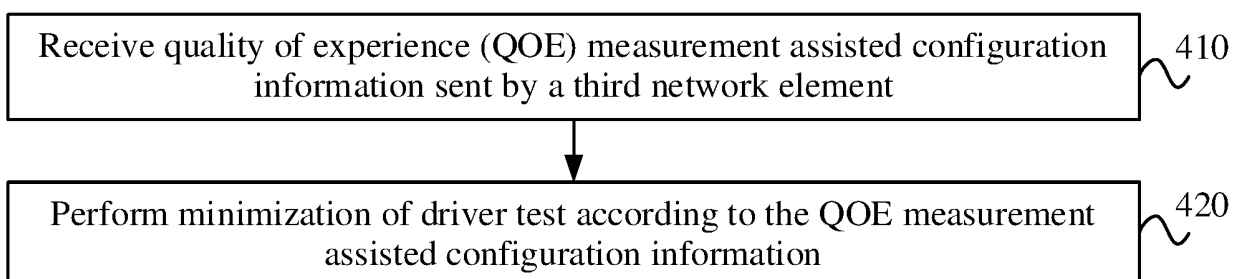 Receive quality of experience (QOE) measurement assisted configuration
information sent by a third network element
410
Perform minimization of driver test according to the QOE measurement
assisted configuration information
420